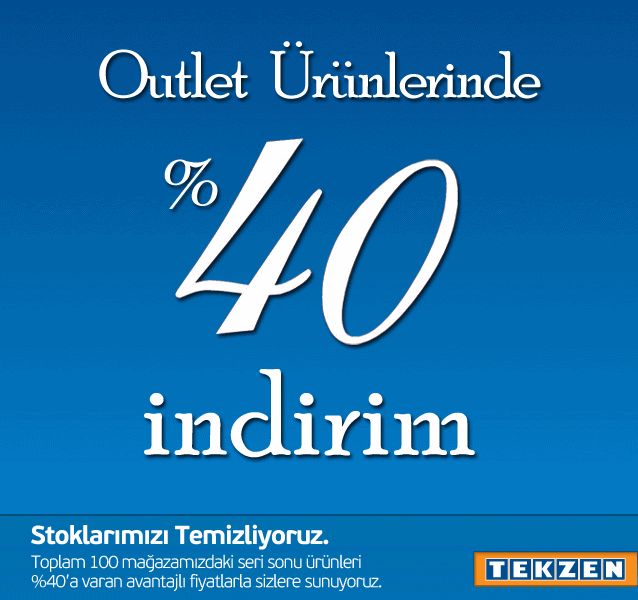 Outlet Ürünlerinde
%40
indirim
Stoklarımızı Temizliyoruz.
Toplam 100 mağazamızdaki seri sonu ürünleri
%40'a varan avantajlı fiyatlarla sizlere sunuyoruz.
TEKZEN